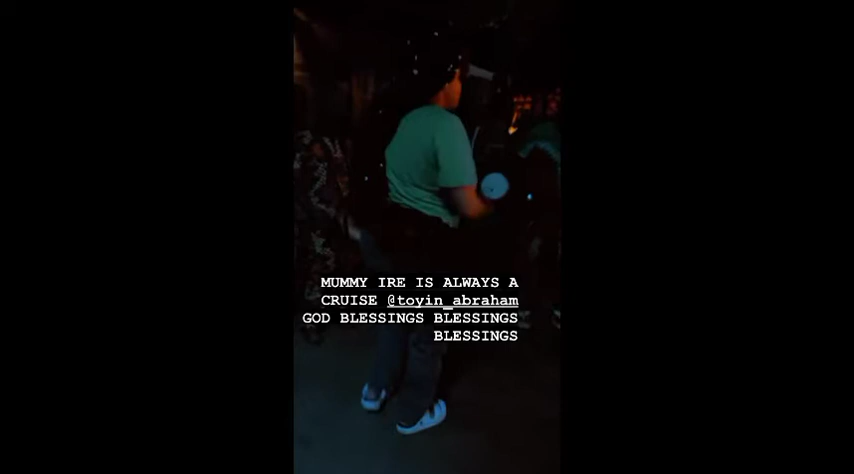 MUMMY IRE IS ALWAYS A
CRUISE @toyin_abraham
GOD BLESSINGS BLESSINGS
BLESSINGS